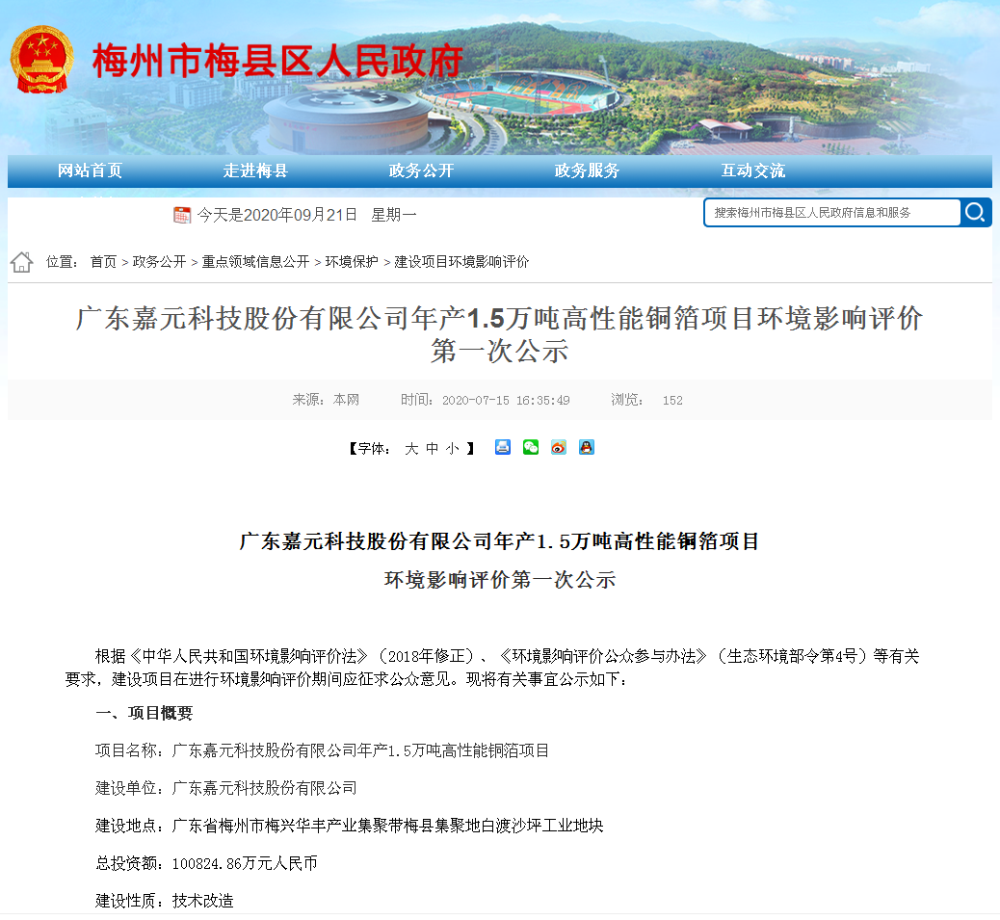 梅州市梅县区人民政府
网站首页 走进梅县 政务公开 政务服务 互动交流
今天是2020年09月21日 星期一
搜索梅州市梅县区人民政府信息和服务
位置： 首页 > 政务公开 > 重点领域信息公开 > 环境保护 > 建设项目环境影响评价
广东嘉元科技股份有限公司年产1.5万吨高性能铜箔项目环境影响评价
第一次公示
来源：本网 时间：2020-07-15 16:35:49 浏览： 152
【字体： 大 中 小 】
广东嘉元科技股份有限公司年产1.5万吨高性能铜箔项目
环境影响评价第一次公示
根据《中华人民共和国环境影响评价法》（2018年修正）、《环境影响评价公众参与办法》（生态环境部令第4号）等有关
要求，建设项目在进行环境影响评价期间应征求公众意见。现将有关事宜公示如下：
一、项目概要
项目名称：广东嘉元科技股份有限公司年产1.5万吨高性能铜箔项目
建设单位：广东嘉元科技股份有限公司
建设地点：广东省梅州市梅兴华丰产业集聚带梅县集聚地白渡沙坪工业地块
总投资额：100824.86万元人民币
建设性质：技术改造